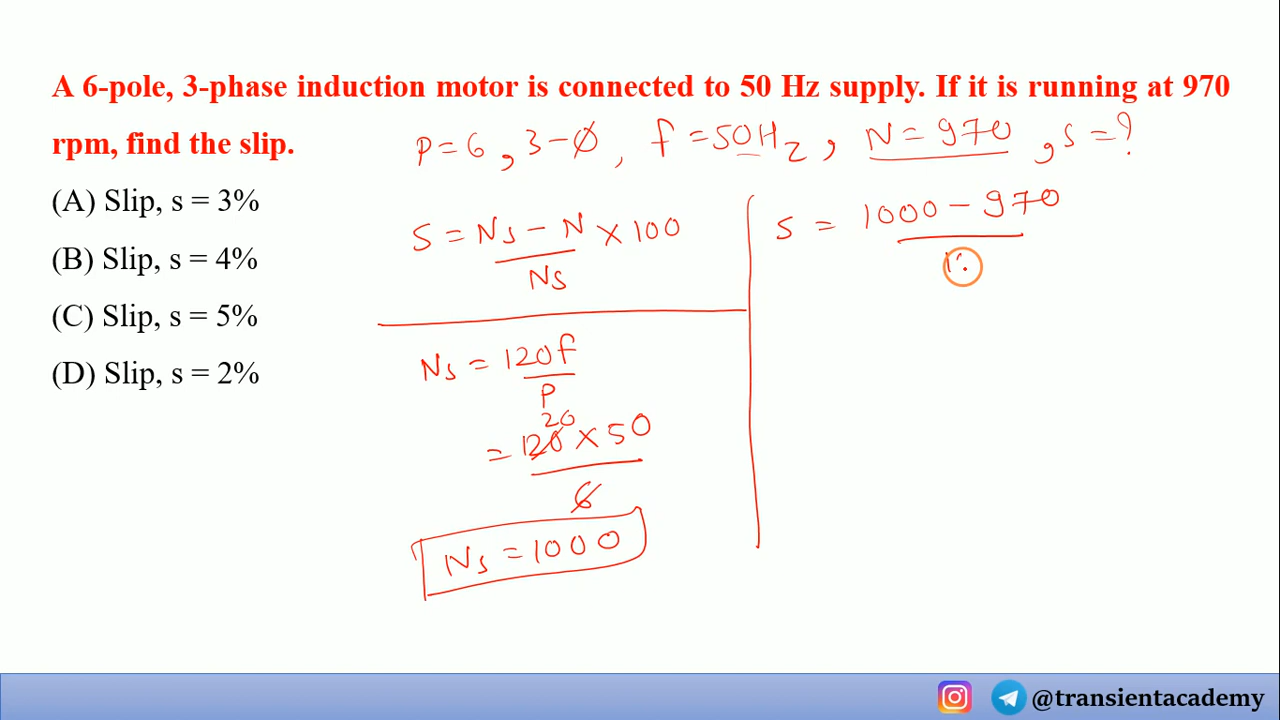 A 6-pole, 3-phase induction motor is connected to 50 Hz supply. If it is running at 970
rpm, find the slip.
P = 6 , 3-Ø , f = 50Hz , N = 970 , s = ?
(A) Slip, s = 3%
(B) Slip, s = 4%
(C) Slip, s = 5%
(D) Slip, s = 2%
S = Ns - N × 100
Ns
Ns = 120f
P
20
= 120 × 50
6
Ns = 1000
s = 1000 - 970
@transientacademy